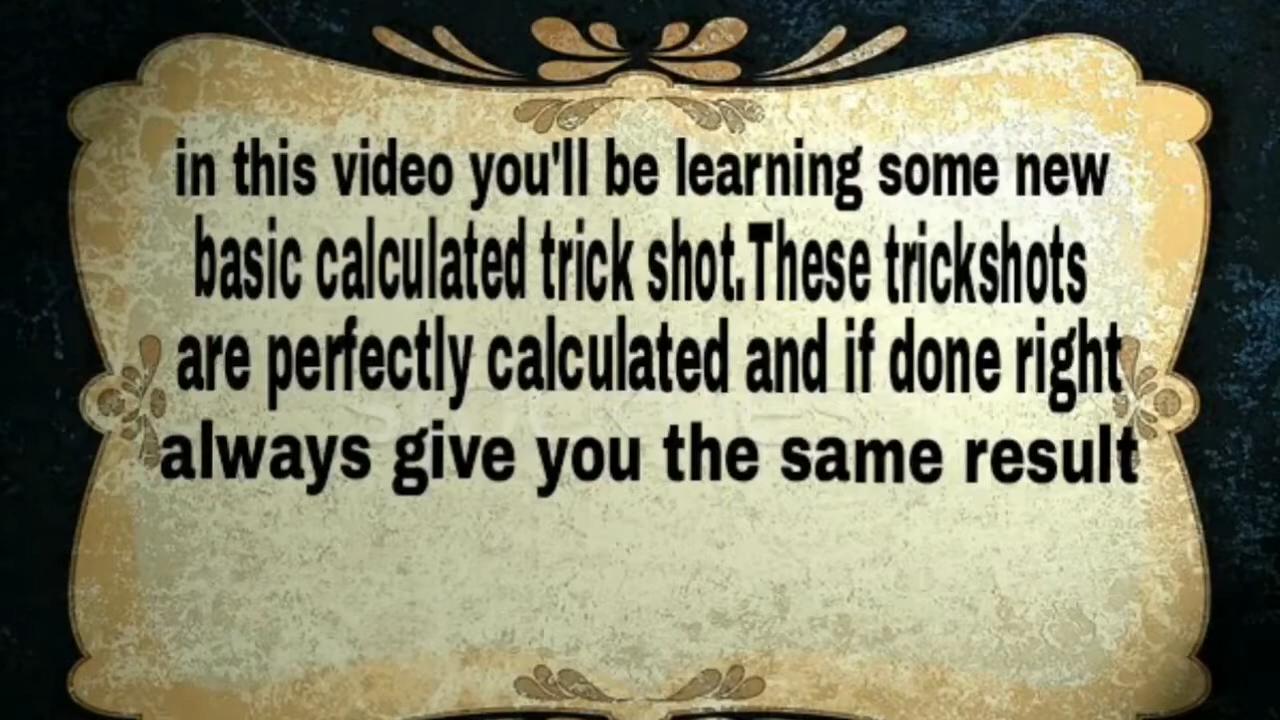 in this video you'll be learning some new
basic calculated trick shot.These trickshots
are perfectly calculated and if done right
always give you the same result